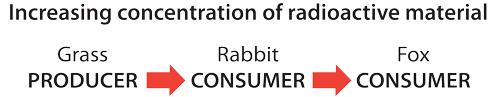 Increasing concentration of radioactive material
Grass Rabbit Fox
PRODUCER CONSUMER CONSUMER